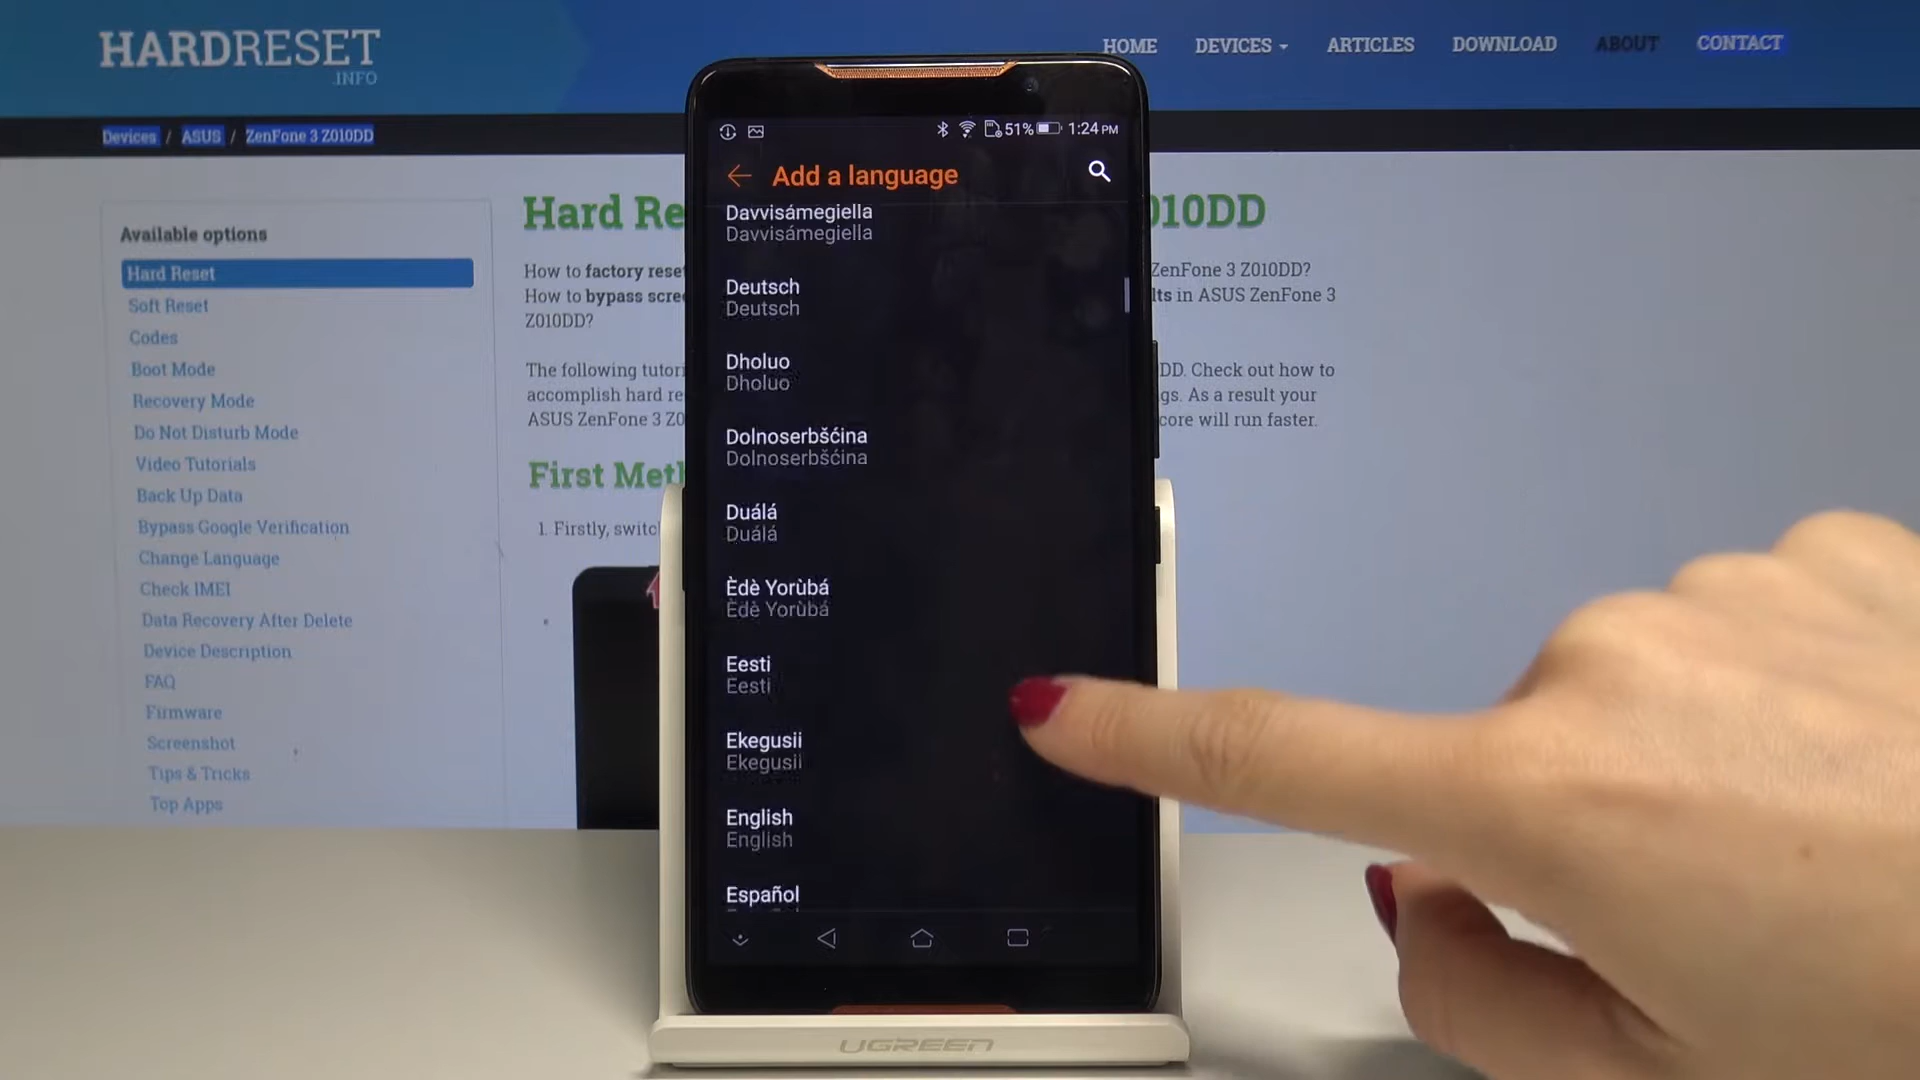 HARDRESET
.INFO
HOME DEVICES ARTICLES DOWNLOAD ABOUT CONTACT
Devices / ASUS / ZenFone 3 Z010DD
Available options
Hard Reset
Soft Reset
Codes
Boot Mode
Recovery Mode
Do Not Disturb Mode
Video Tutorials
Back Up Data
Bypass Google Verification
Change Language
Check IMEI
Data Recovery After Delete
Device Description
FAQ
Firmware
Screenshot
Tips & Tricks
Top Apps
Hard Re
010DD
How to factory reset
ZenFone 3 Z010DD?
How to bypass scree
lts in ASUS ZenFone 3
Z010DD?
The following tutori
DD. Check out how to
accomplish hard re
gs. As a result your
ASUS ZenFone 3 Z0
core will run faster.
First Meth
1. Firstly, switc
51% 1:24 PM
Add a language
Davvisámegiella
Davvisámegiella
Deutsch
Deutsch
Dholuo
Dholuo
Dolnoserbšćina
Dolnoserbšćina
Duálá
Duálá
Èdè Yorùbá
Èdè Yorùbá
Eesti
Eesti
Ekegusii
Ekegusii
English
English
Español
UGREEN